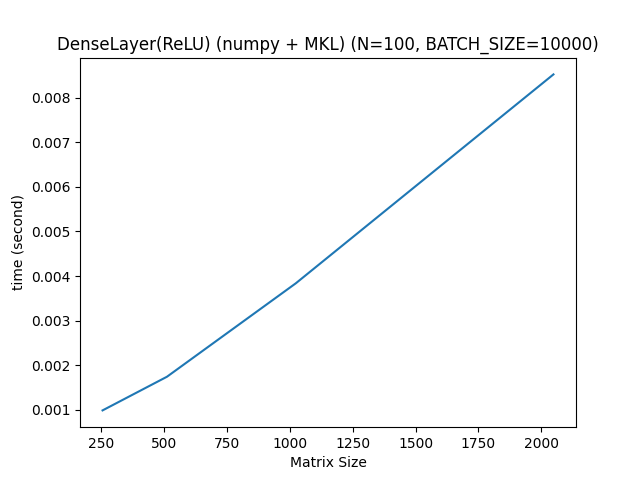 DenseLayer(ReLU) (numpy + MKL) (N=100, BATCH_SIZE=10000)
0.008
0.007
0.006
0.005
0.004
0.003
0.002
0.001
time (second)
250 500 750 1000 1250 1500 1750 2000
Matrix Size